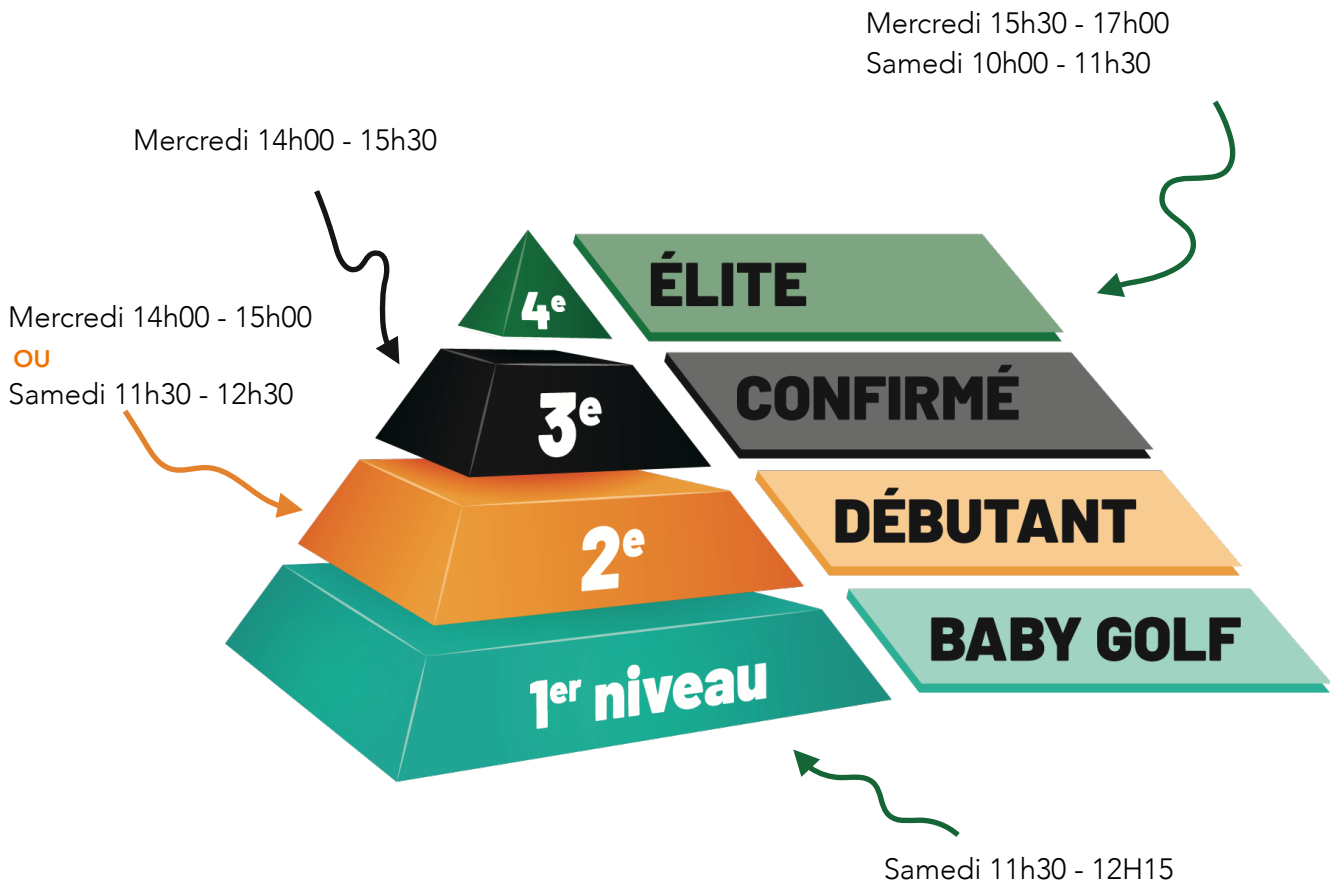 Mercredi 15h30 - 17h00
Samedi 10h00 - 11h30
Mercredi 14h00 - 15h30
Mercredi 14h00 - 15h00
OU
Samedi 11h30 - 12h30
4e
ÉLITE
3e
CONFIRMÉ
2e
DÉBUTANT
1er niveau
BABY GOLF
Samedi 11h30 - 12H15